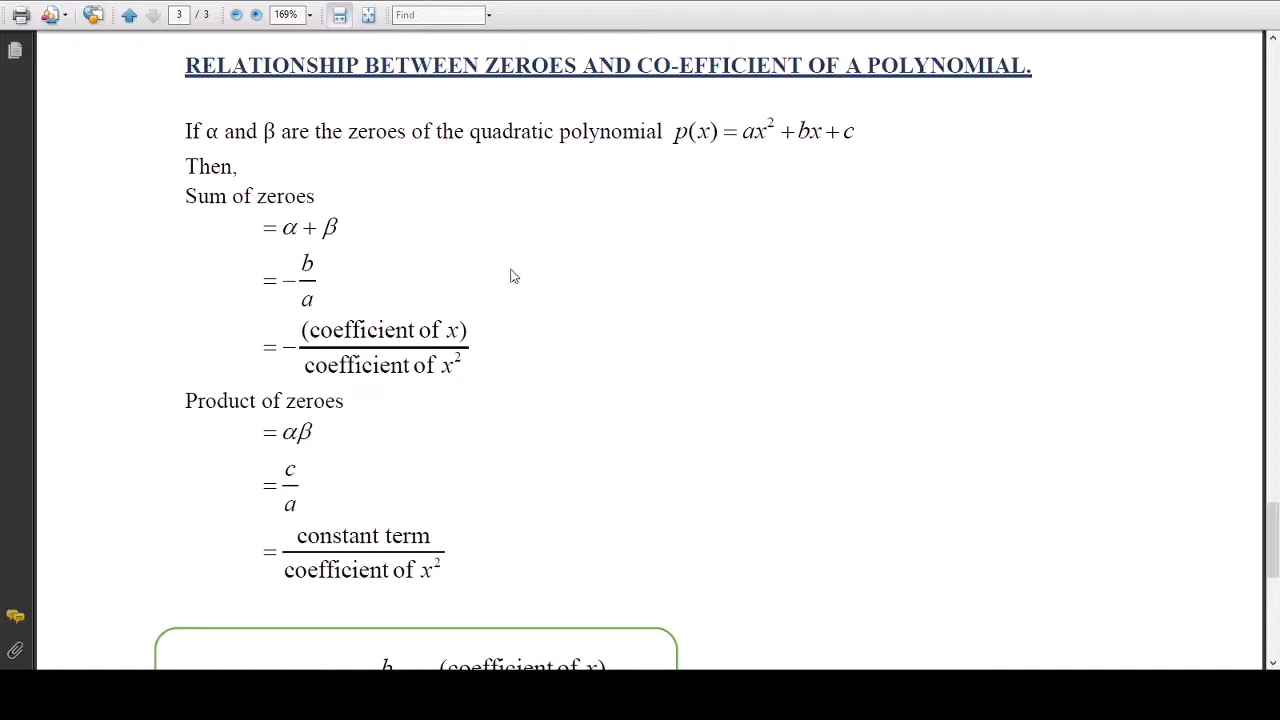 3 / 3 169% Find
RELATIONSHIP BETWEEN ZEROES AND CO-EFFICIENT OF A POLYNOMIAL.
If α and β are the zeroes of the quadratic polynomial p(x) = ax² + bx + c
Then,
Sum of zeroes
= α + β
= − b/a
= − (coefficient of x)/coefficient of x²
Product of zeroes
= αβ
= c/a
= constant term/coefficient of x²
b (coefficient of x)